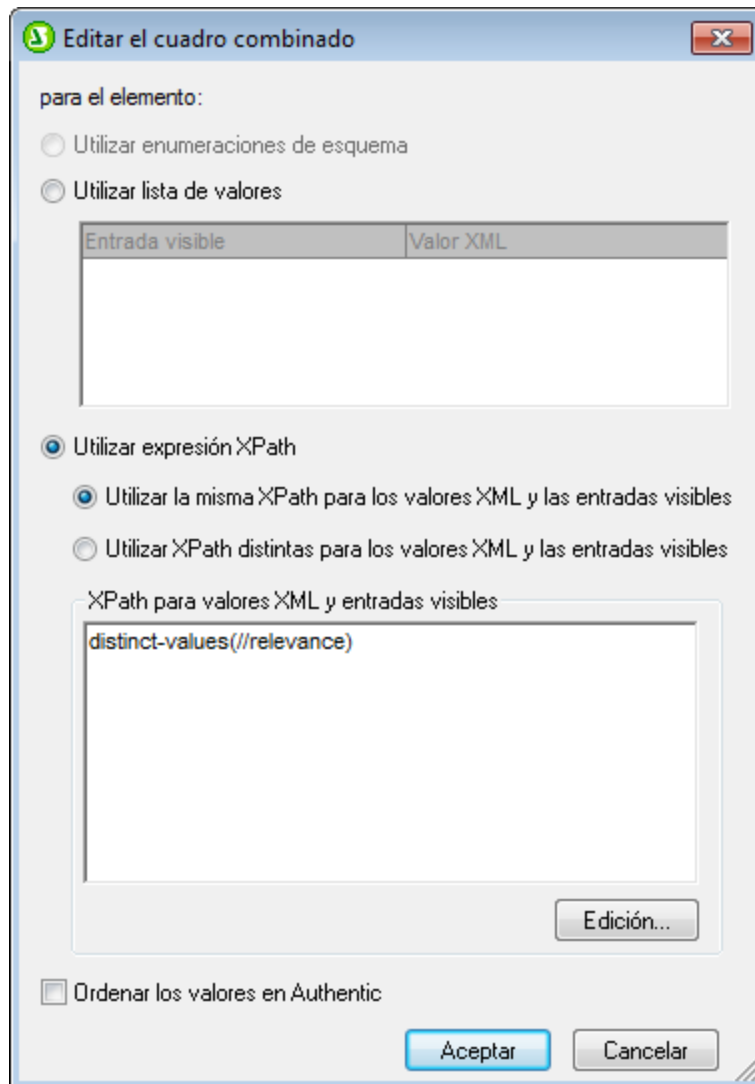 Editar el cuadro combinado
para el elemento:
Utilizar enumeraciones de esquema
Utilizar lista de valores
Entrada visible Valor XML
Utilizar expresión XPath
Utilizar la misma XPath para los valores XML y las entradas visibles
Utilizar XPath distintas para los valores XML y las entradas visibles
XPath para valores XML y entradas visibles
distinct-values(//relevance)
Edición...
Ordenar los valores en Authentic
Aceptar Cancelar